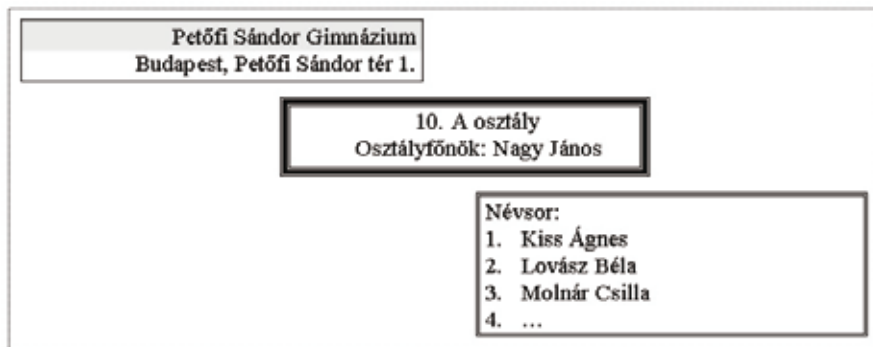 Petőfi Sándor Gimnázium
Budapest, Petőfi Sándor tér 1.
10. A osztály
Osztályfőnök: Nagy János
Névsor:
1. Kiss Ágnes
2. Lovász Béla
3. Molnár Csilla
4. ...